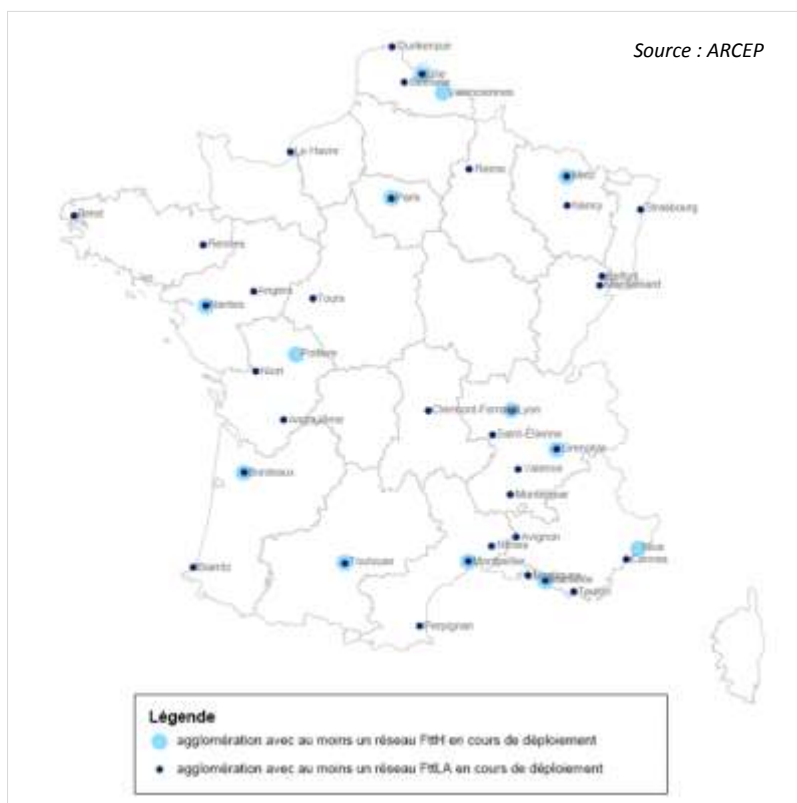 Source : ARCEP
Dunkerque
Lille
Valenciennes
Le Havre
Reims
Metz
Paris
Nancy
Strasbourg
Brest
Rennes
Belfort
Angers
Tours
Nantes
Poitiers
Niort
Clermont-Ferrand
Lyon
Angoulême
Saint-Étienne
Grenoble
Bordeaux
Valence
Montélimar
Avignon
Nîmes
Nice
Toulouse
Montpellier
Cannes
Biarritz
Marseille
Toulon
Perpignan
Légende
agglomération avec au moins un réseau FttH en cours de déploiement
agglomération avec au moins un réseau FttLA en cours de déploiement